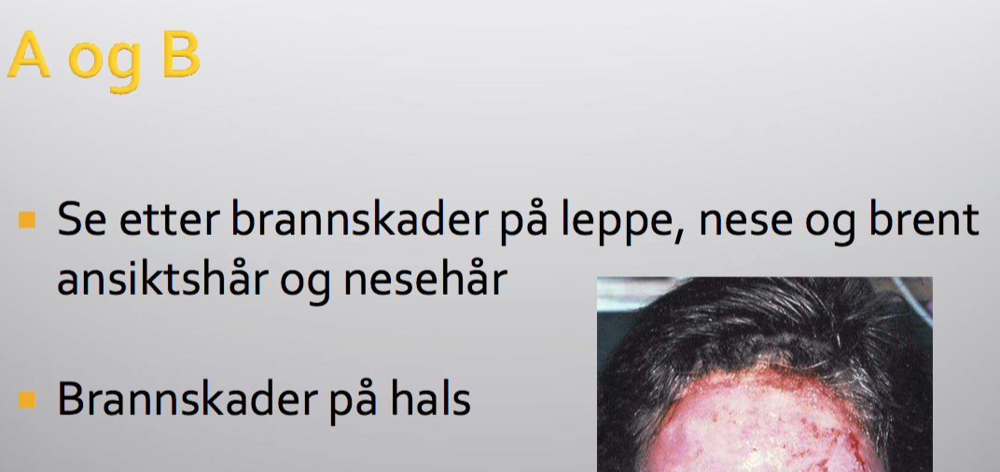 A og B
Se etter brannskader på leppe, nese og brent
ansiktshår og nesehår
Brannskader på hals